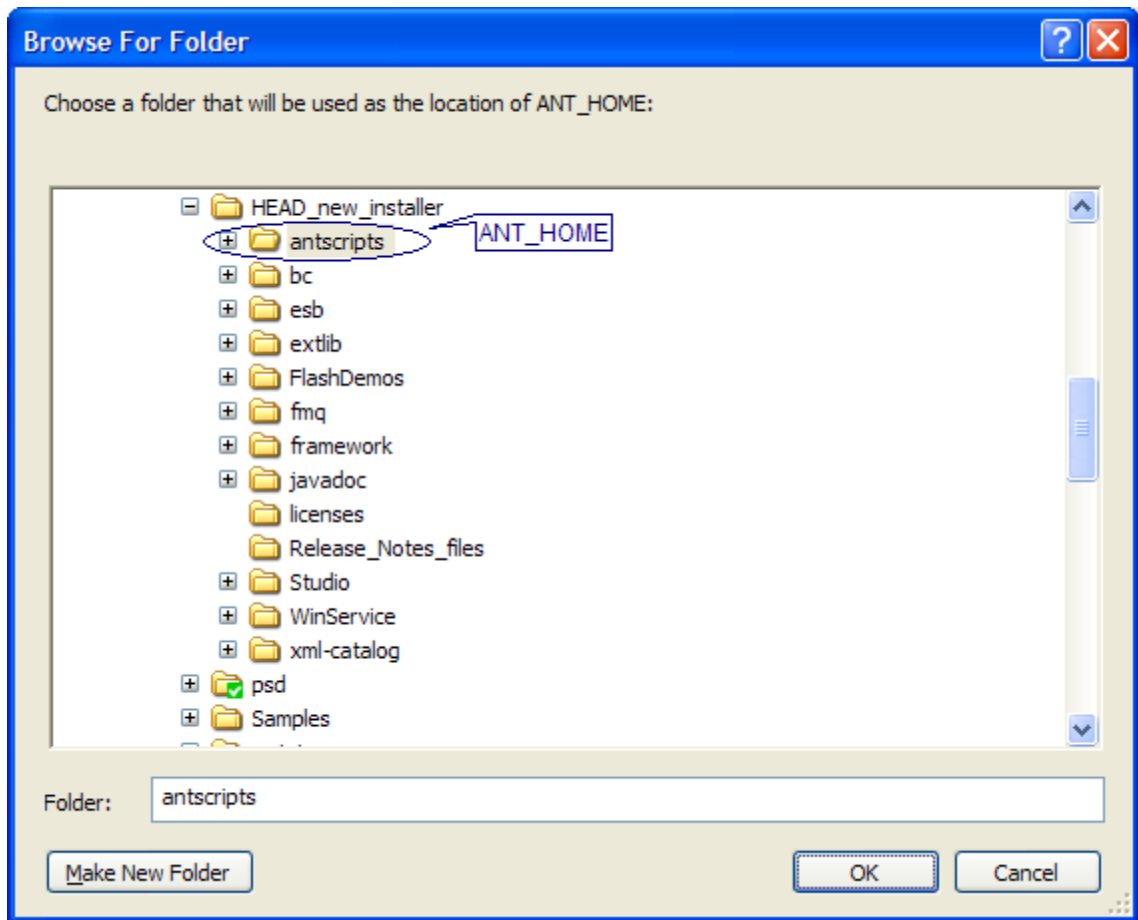 Browse For Folder
Choose a folder that will be used as the location of ANT_HOME:
HEAD_new_installer
antscripts
ANT_HOME
bc
esb
extlib
FlashDemos
fmq
framework
javadoc
licenses
Release_Notes_files
Studio
WinService
xml-catalog
psd
Samples
Folder: antscripts
Make New Folder OK Cancel